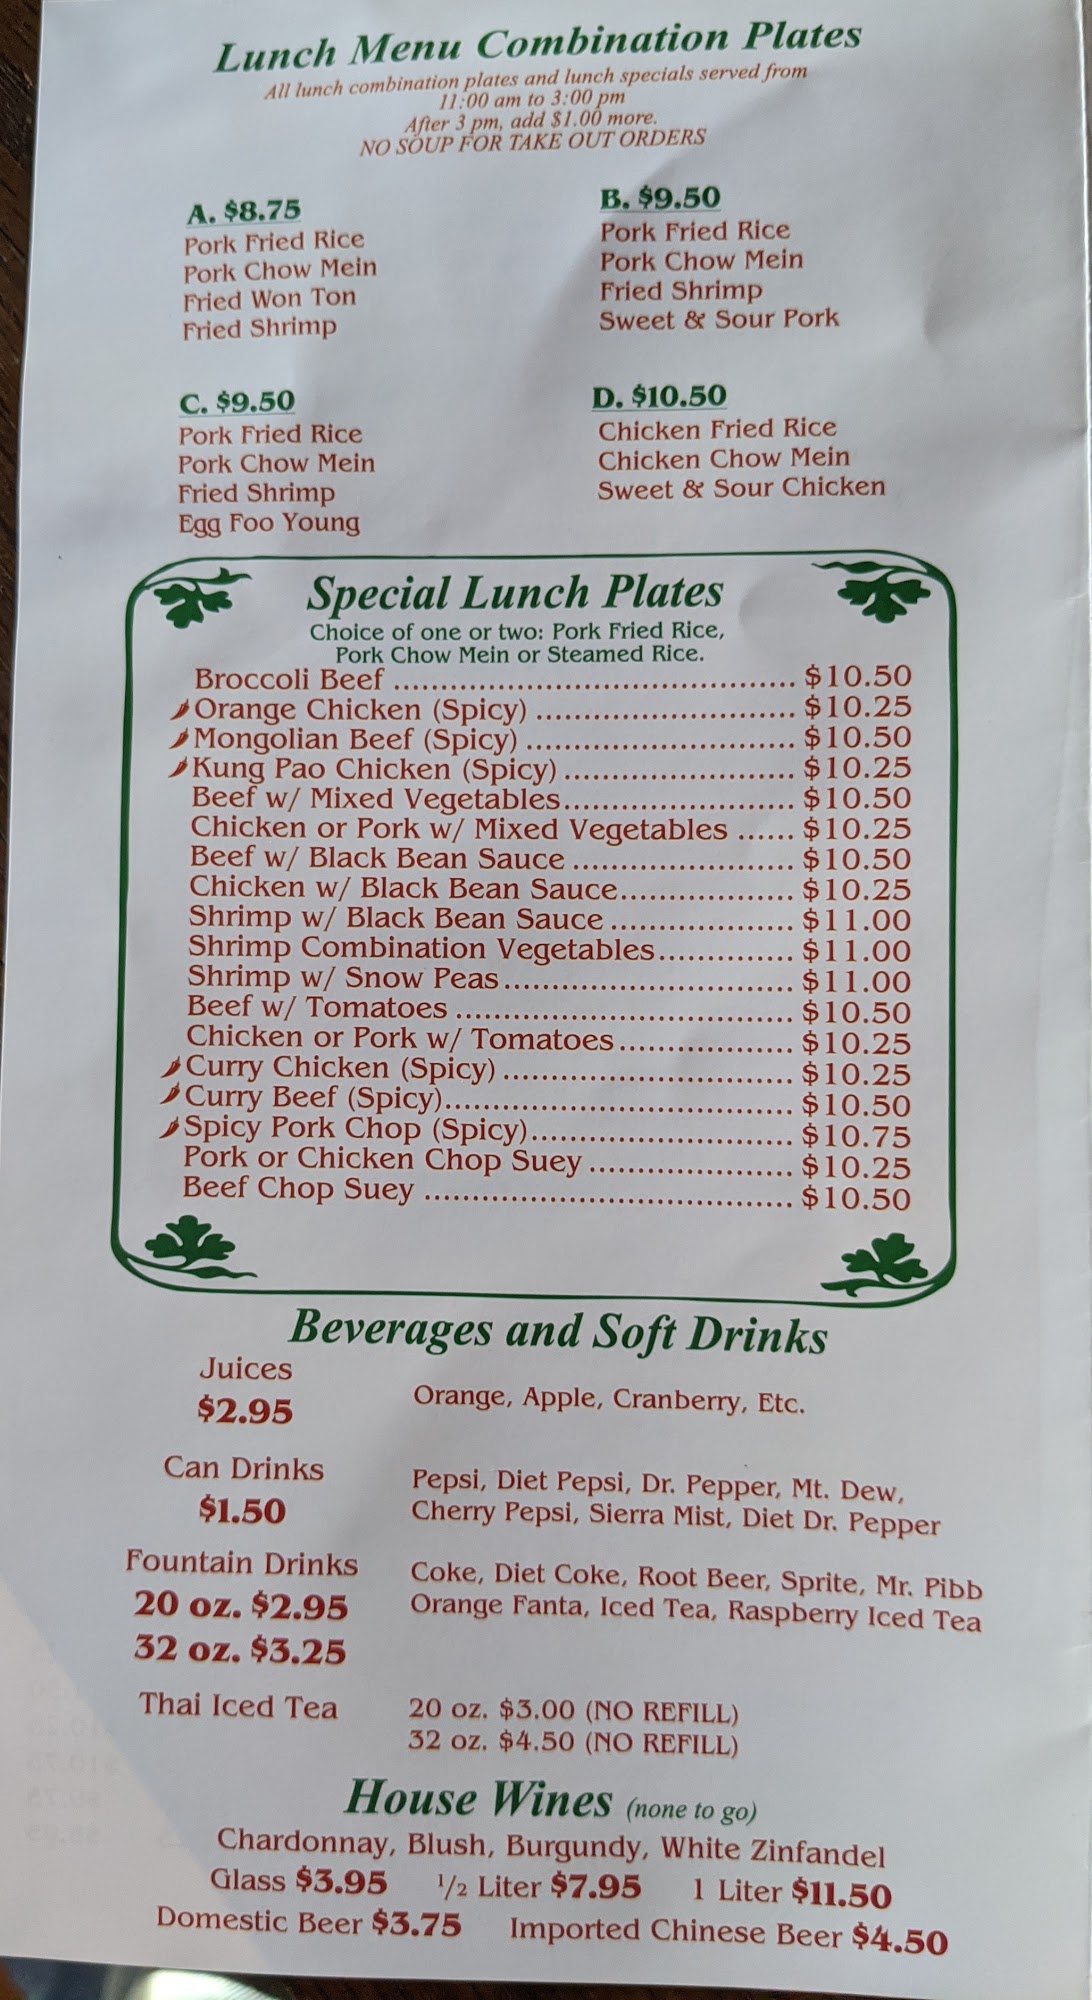 Lunch Menu Combination Plates
All lunch combination plates and lunch specials served from
11:00 am to 3:00 pm
After 3 pm, add $1.00 more.
NO SOUP FOR TAKE OUT ORDERS
A. $8.75
Pork Fried Rice
Pork Chow Mein
Fried Won Ton
Fried Shrimp
B. $9.50
Pork Fried Rice
Pork Chow Mein
Fried Shrimp
Sweet & Sour Pork
C. $9.50
Pork Fried Rice
Pork Chow Mein
Fried Shrimp
Egg Foo Young
D. $10.50
Chicken Fried Rice
Chicken Chow Mein
Sweet & Sour Chicken
Special Lunch Plates
Choice of one or two: Pork Fried Rice,
Pork Chow Mein or Steamed Rice.
Broccoli Beef ........................................ $10.50
Orange Chicken (Spicy) .......................... $10.25
Mongolian Beef (Spicy) ........................... $10.50
Kung Pao Chicken (Spicy) ....................... $10.25
Beef w/ Mixed Vegetables....................... $10.50
Chicken or Pork w/ Mixed Vegetables ...... $10.25
Beef w/ Black Bean Sauce ...................... $10.50
Chicken w/ Black Bean Sauce................. $10.25
Shrimp w/ Black Bean Sauce .................. $11.00
Shrimp Combination Vegetables.............. $11.00
Shrimp w/ Snow Peas............................. $11.00
Beef w/ Tomatoes .................................. $10.50
Chicken or Pork w/ Tomatoes.................. $10.25
Curry Chicken (Spicy) ............................. $10.25
Curry Beef (Spicy)................................... $10.50
Spicy Pork Chop (Spicy).......................... $10.75
Pork or Chicken Chop Suey ..................... $10.25
Beef Chop Suey ..................................... $10.50
Beverages and Soft Drinks
Juices
$2.95
Orange, Apple, Cranberry, Etc.
Can Drinks
$1.50
Pepsi, Diet Pepsi, Dr. Pepper, Mt. Dew,
Cherry Pepsi, Sierra Mist, Diet Dr. Pepper
Fountain Drinks
20 oz. $2.95
32 oz. $3.25
Coke, Diet Coke, Root Beer, Sprite, Mr. Pibb
Orange Fanta, Iced Tea, Raspberry Iced Tea
Thai Iced Tea
20 oz. $3.00 (NO REFILL)
32 oz. $4.50 (NO REFILL)
House Wines (none to go)
Chardonnay, Blush, Burgundy, White Zinfandel
Glass $3.95 1/2 Liter $7.95 1 Liter $11.50
Domestic Beer $3.75 Imported Chinese Beer $4.50